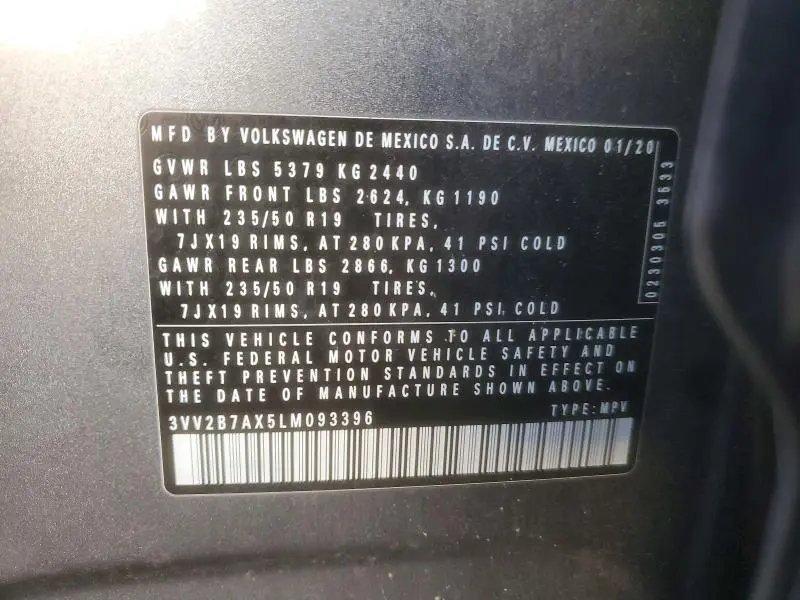 MFD BY VOLKSWAGEN DE MEXICO S.A. DE C.V. MEXICO 01/20
GVWR LBS 5379 KG 2440
GAWR FRONT LBS 2624, KG 1190
WITH 235/50 R19 TIRES,
7JX19 RIMS, AT 280 KPA, 41 PSI COLD
GAWR REAR LBS 2866, KG 1300
WITH 235/50 R19 TIRES,
7JX19 RIMS, AT 280 KPA, 41 PSI COLD
0230305 3533
THIS VEHICLE CONFORMS TO ALL APPLICABLE
U.S. FEDERAL MOTOR VEHICLE SAFETY AND
THEFT PREVENTION STANDARDS IN EFFECT ON
THE DATE OF MANUFACTURE SHOWN ABOVE.
3VV2B7AX5LM093396 TYPE: MPV